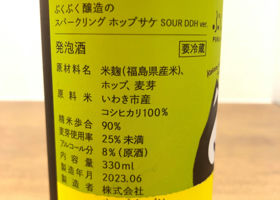 ぷくぷく醸造の
スパークリング ホップサケ SOUR DDH ver.
発泡酒 要冷蔵
原材料名 米麹(福島県産米)、
ホップ、麦芽
原料米 いわき市産
コシヒカリ100%
精米歩合 90%
麦芽使用率 25%未満
アルコール分 8%(原酒)
内容量 330ml
製造年月 2023.06
製造者 株式会社